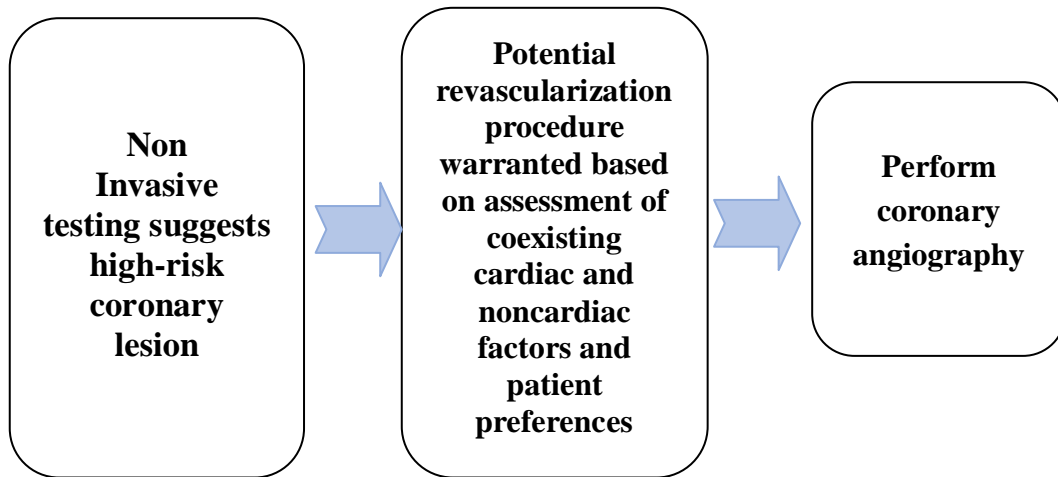 Non
Invasive
testing suggests
high-risk
coronary
lesion
Potential
revascularization
procedure
warranted based
on assessment of
coexisting
cardiac and
noncardiac
factors and
patient
preferences
Perform
coronary
angiography